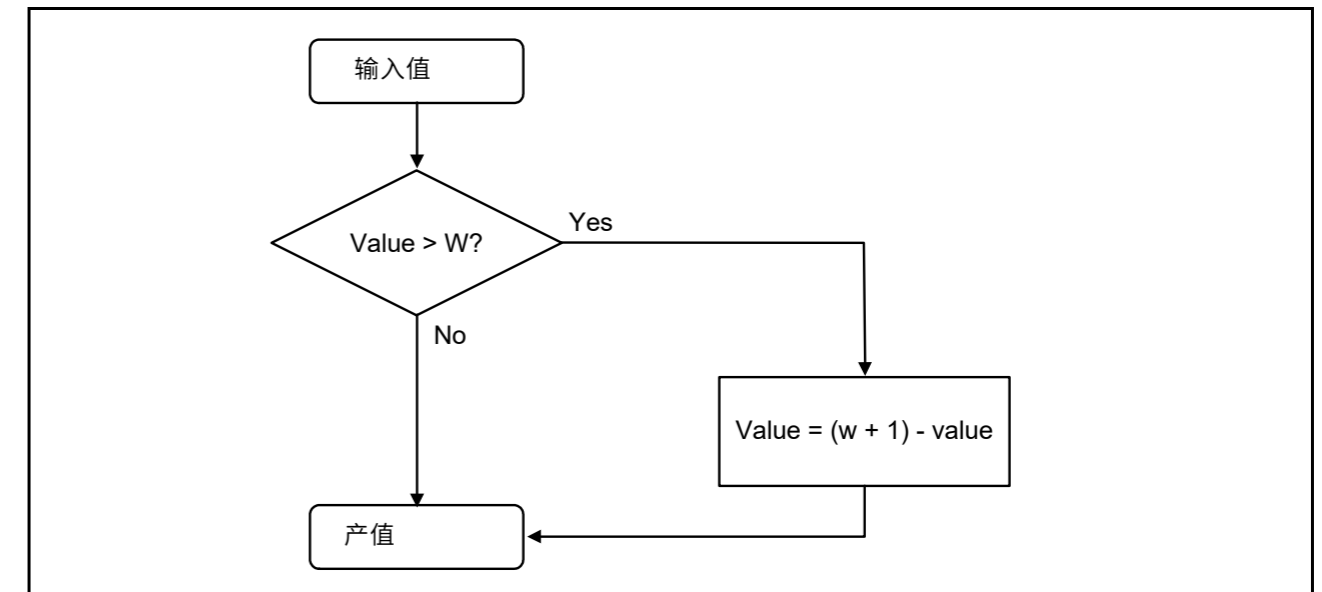 输入值
Value > W?
Yes
No
Value = (w + 1) - value
产值